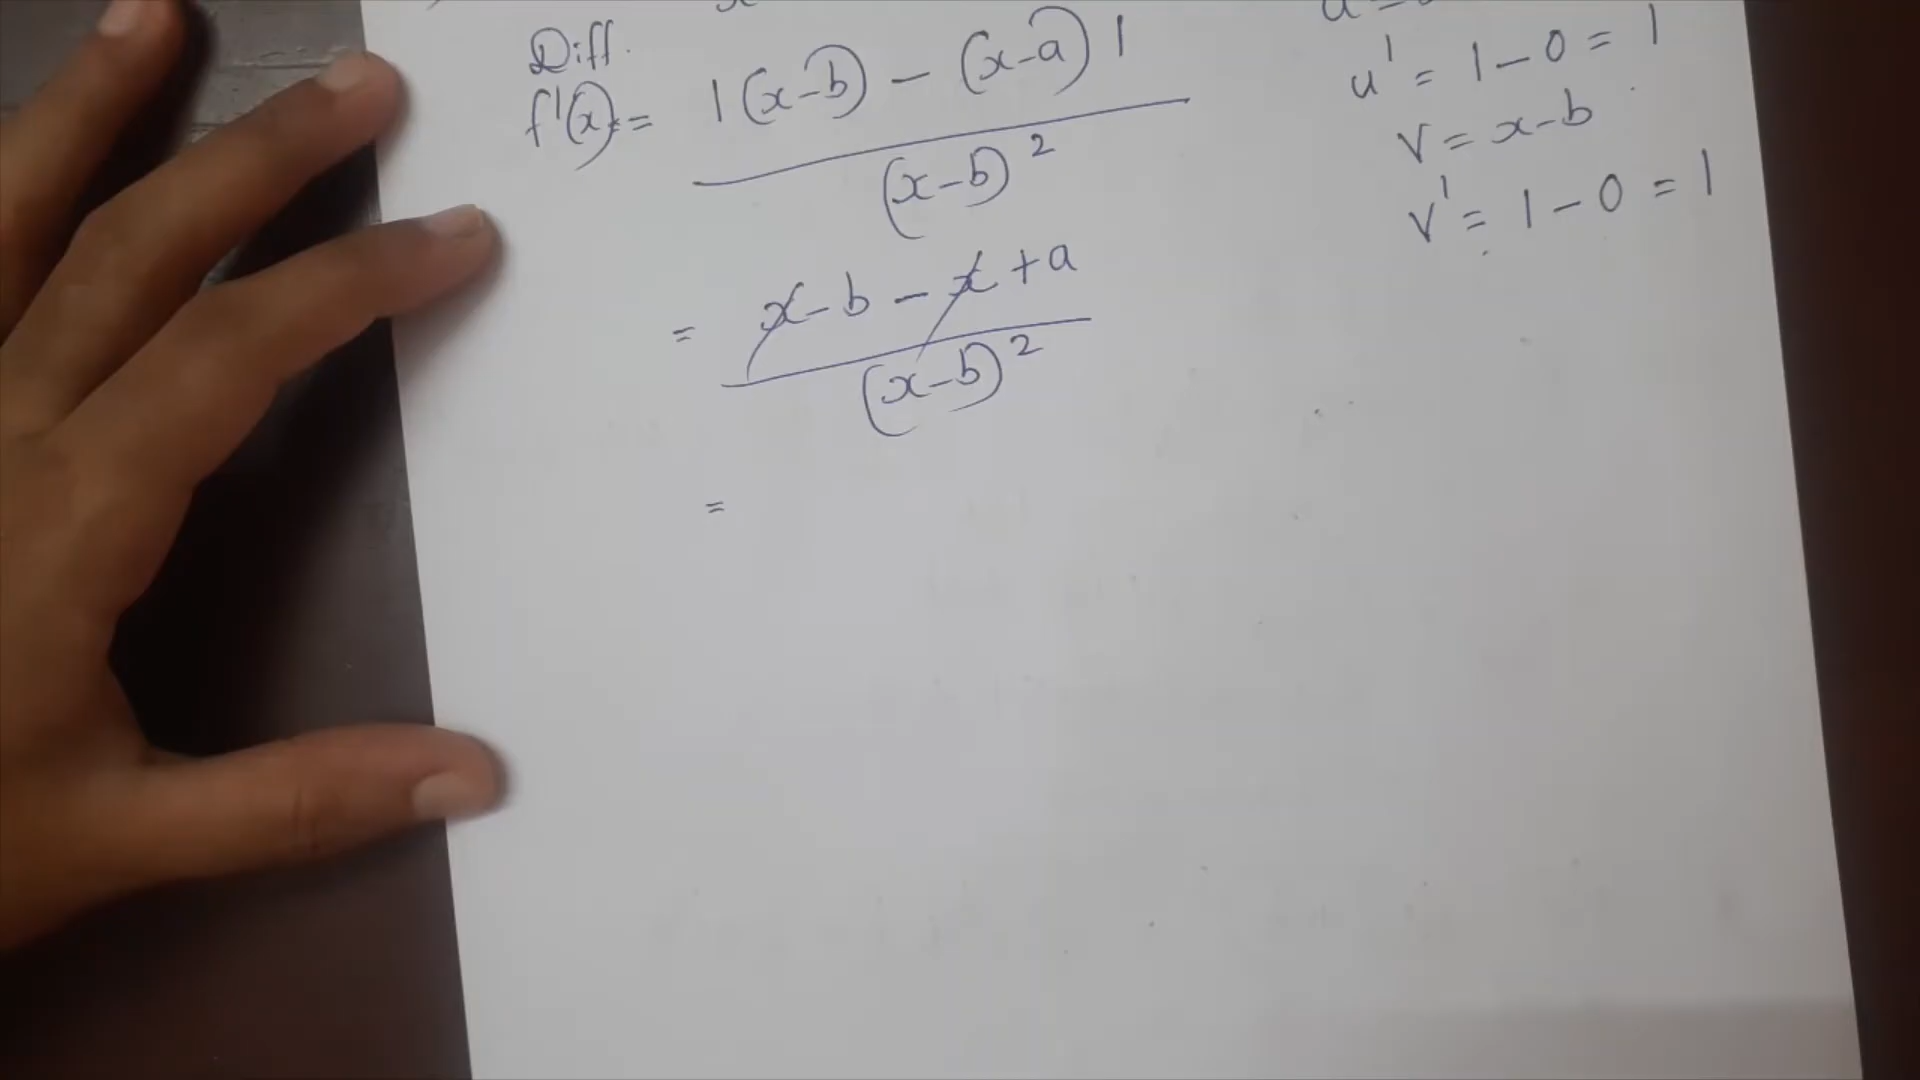 Diff.
f'(x) = 1(x-b) - (x-a) 1
(x-b)²
= x-b - x+a
(x-b)²
=
u' = 1-0 = 1
v = x-b
v' = 1-0 = 1